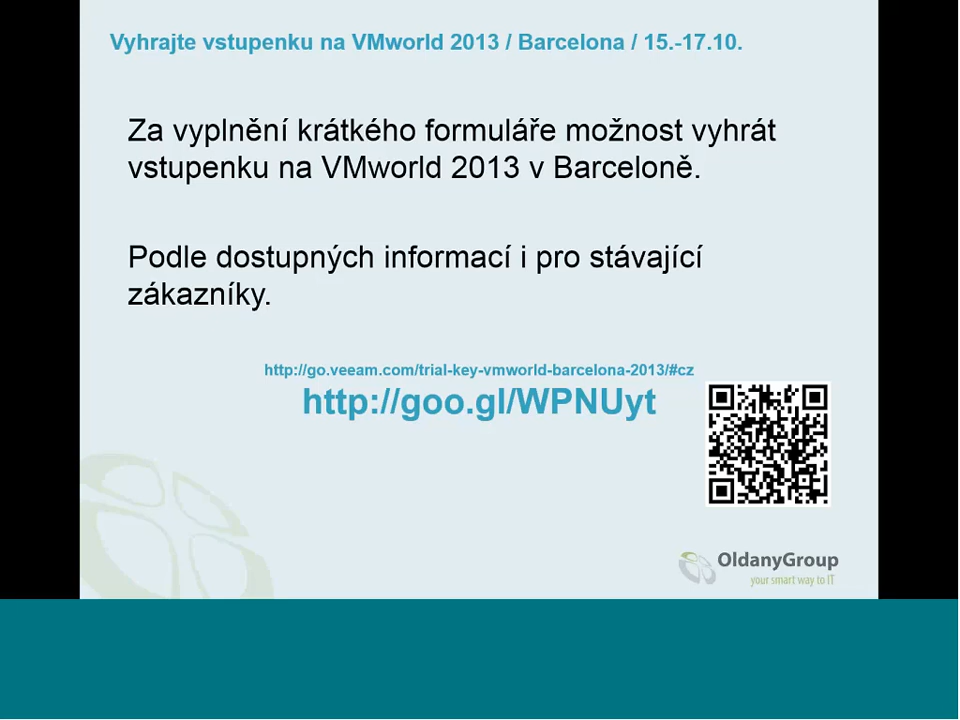 Vyhrajte vstupenku na VMworld 2013 / Barcelona / 15.-17.10.
Za vyplnění krátkého formuláře možnost vyhrát
vstupenku na VMworld 2013 v Barceloně.
Podle dostupných informací i pro stávající
zákazníky.
http://go.veeam.com/trial-key-vmworld-barcelona-2013/#cz
http://goo.gl/WPNUyt
OldanyGroup
your smart way to IT